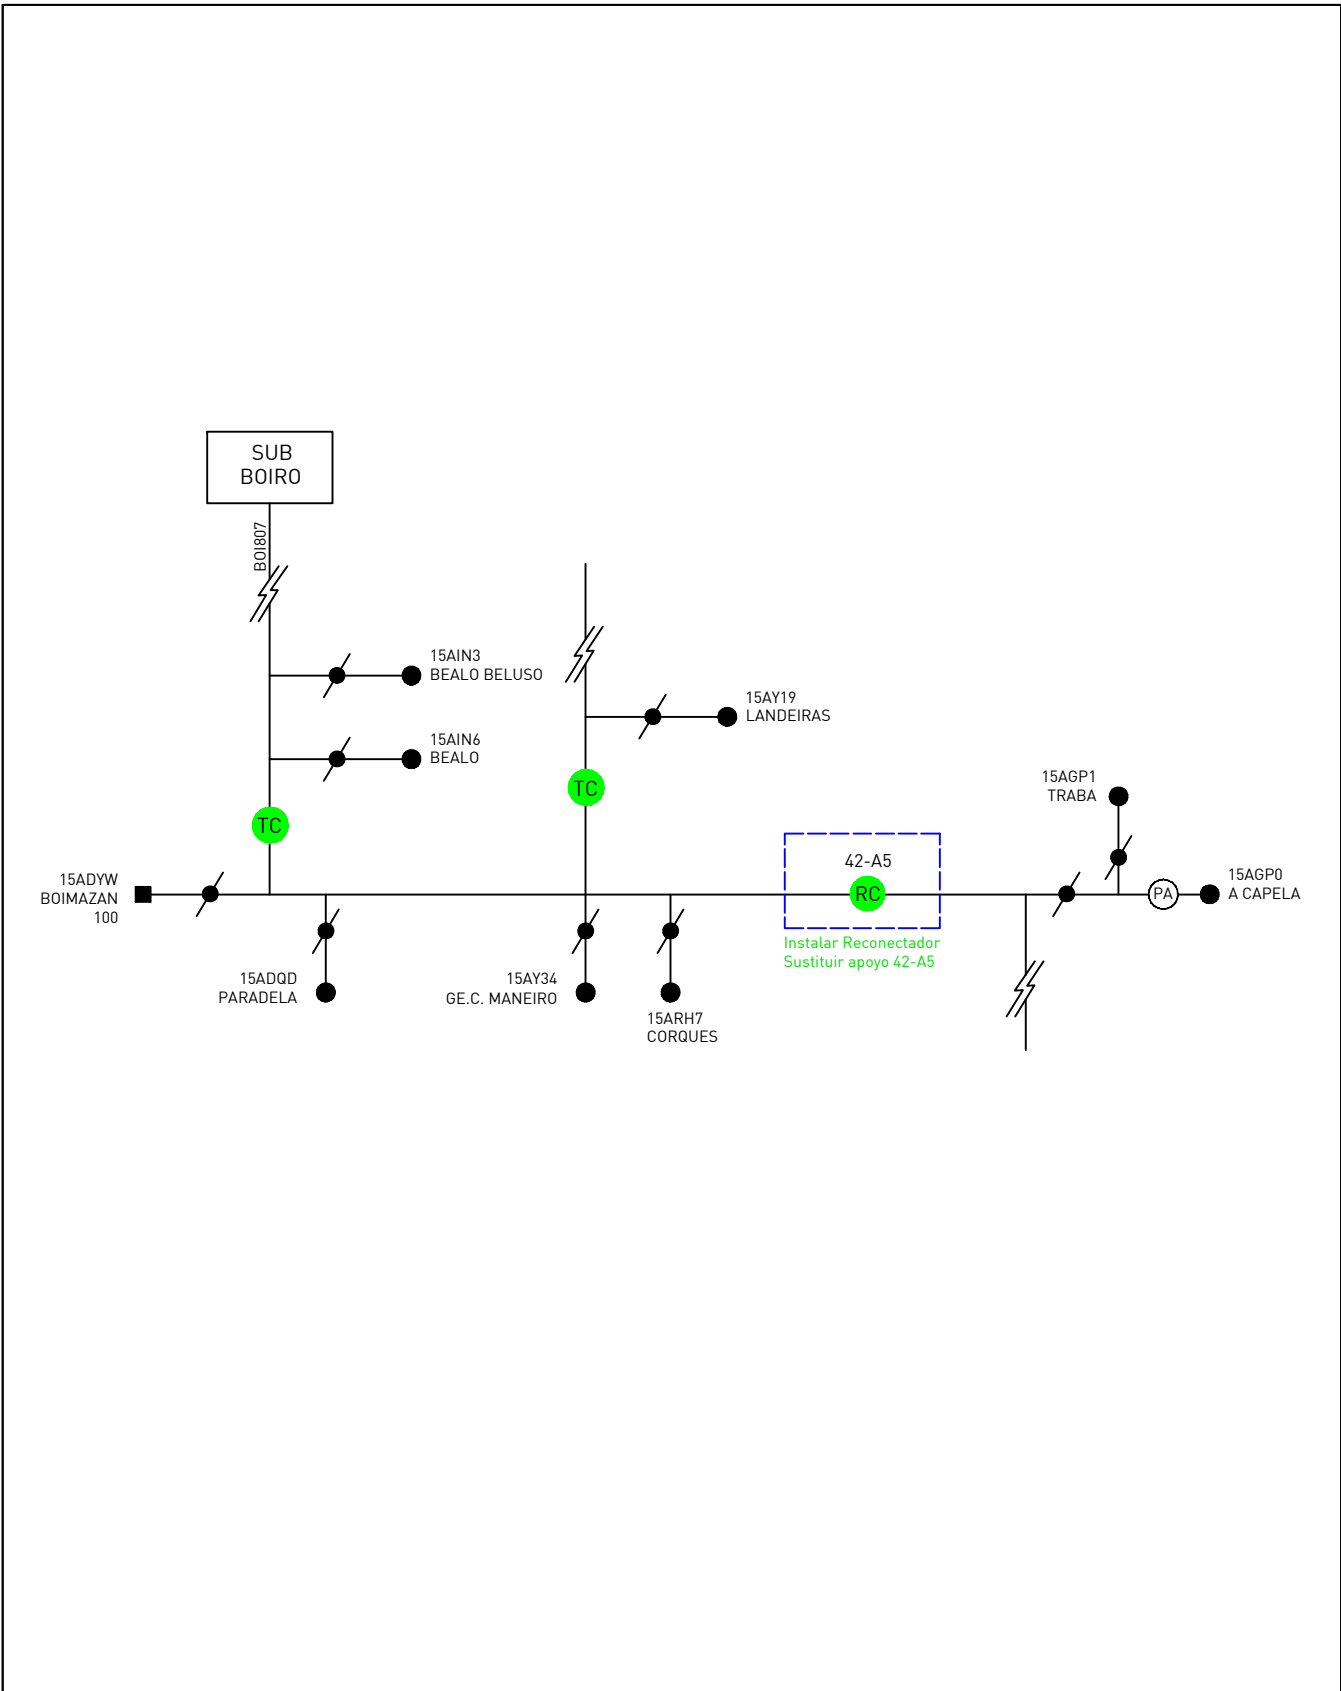 SUB
BOIRO
BOI807
15AIN3
BEALO BELUSO
15AY19
LANDEIRAS
15AIN6
BEALO
TC
15AGP1
TRABA
TC
42-A5
15ADYW
BOIMAZAN
100
RC
PA
15AGP0
A CAPELA
Instalar Reconectador
Sustituir apoyo 42-A5
15ADQD
PARADELA
15AY34
GE.C. MANEIRO
15ARH7
CORQUES